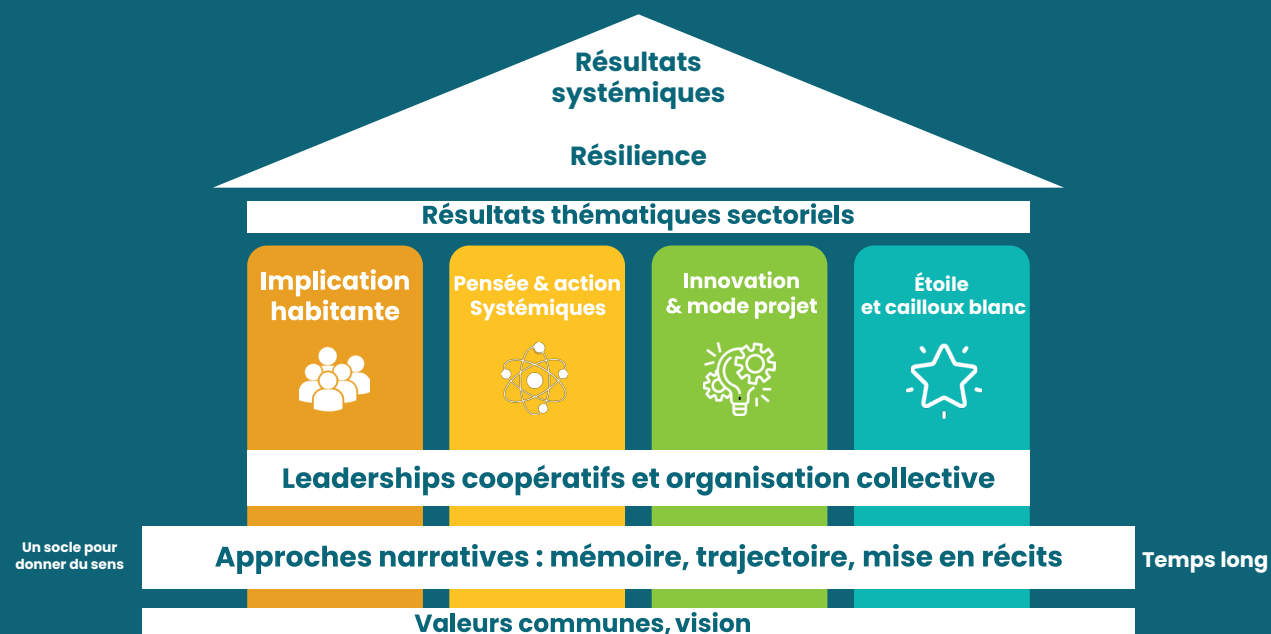 Résultats
systémiques
Résilience
Résultats thématiques sectoriels
Implication
habitante
Pensée & action
Systémiques
Innovation
& mode projet
Étoile
et cailloux blanc
Leaderships coopératifs et organisation collective
Un socle pour
donner du sens
Approches narratives : mémoire, trajectoire, mise en récits
Temps long
Valeurs communes, vision